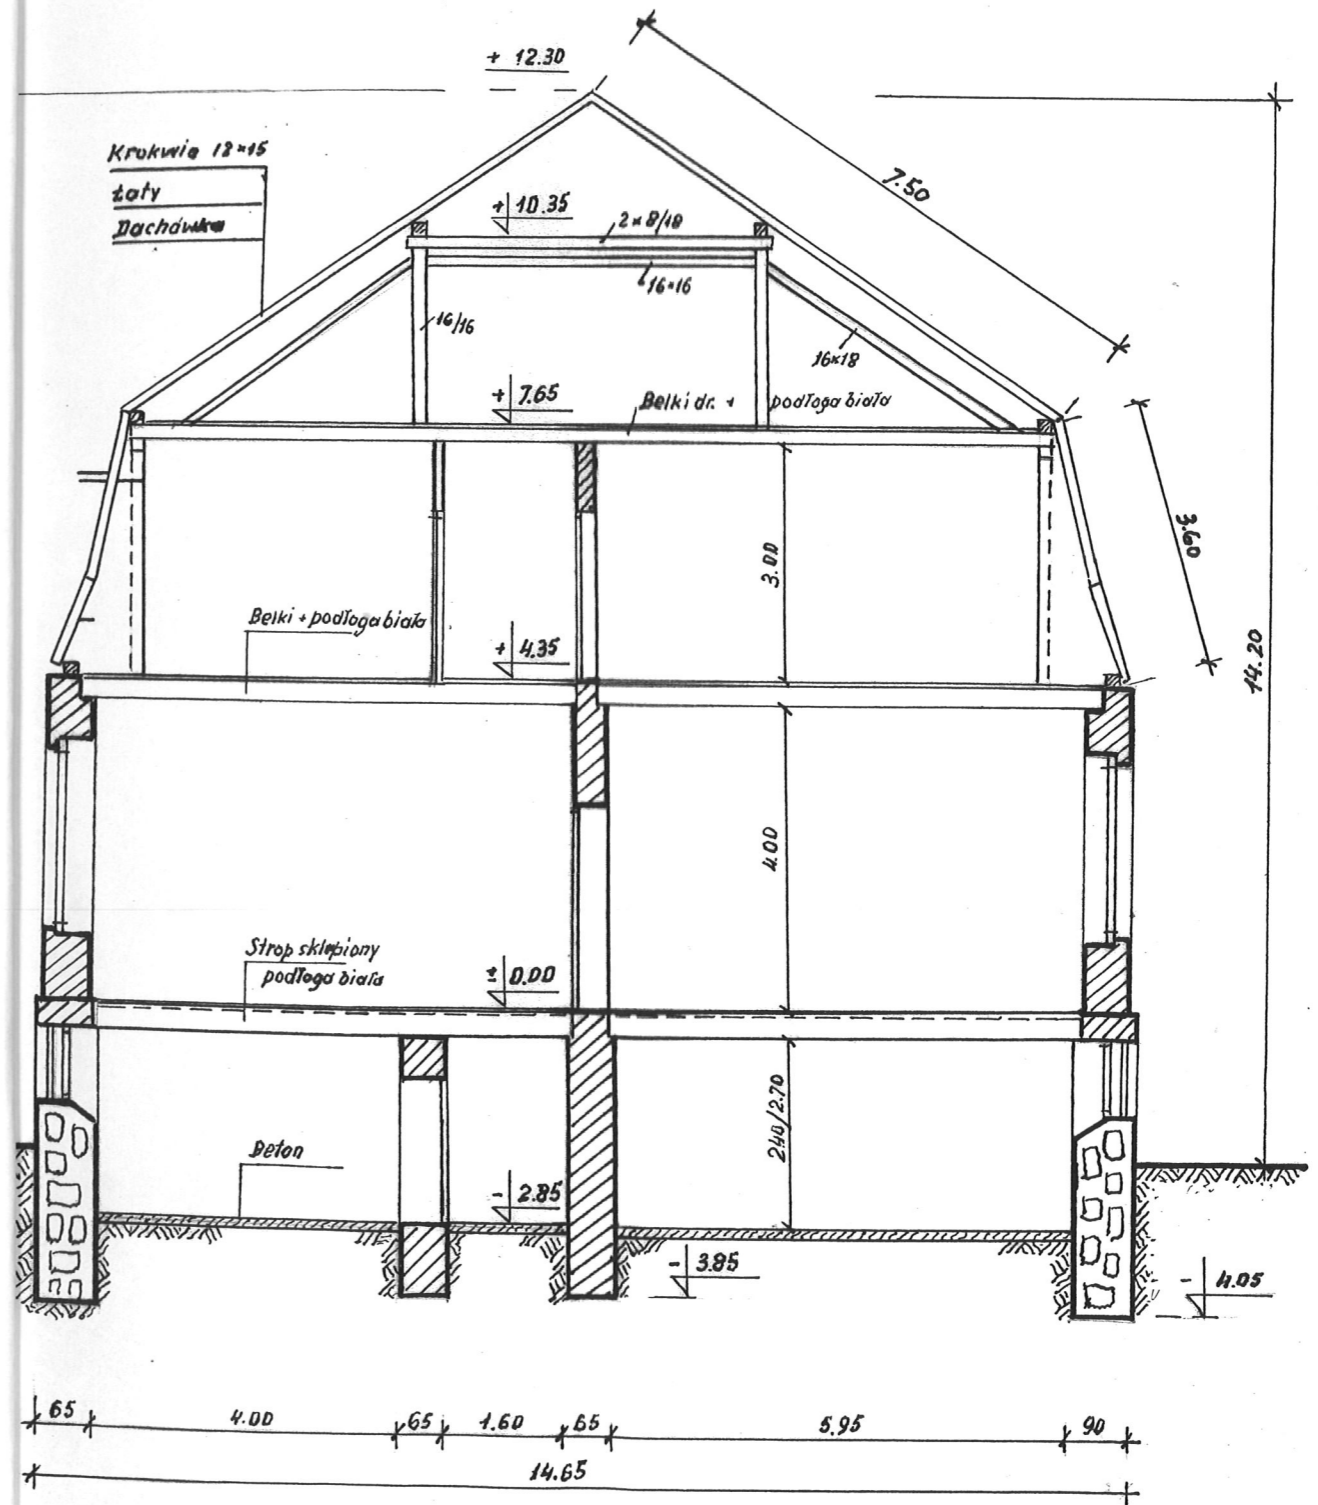 + 12.30
7.50
Krokwie 18×15
Łaty
Dachówka
+ 10.35
2×8/18
16×16
16/16
16×18
+ 7.65
Belki dr. + podłoga biała
3.60
3.00
Belki + podłoga biała
+ 4.35
14.20
4.00
Strop sklepiony
podłoga biała
± 0.00
2.40/2.70
Beton
- 2.85
- 3.85
- 4.05
65 4.00 65 1.60 65 5.95 90
14.65